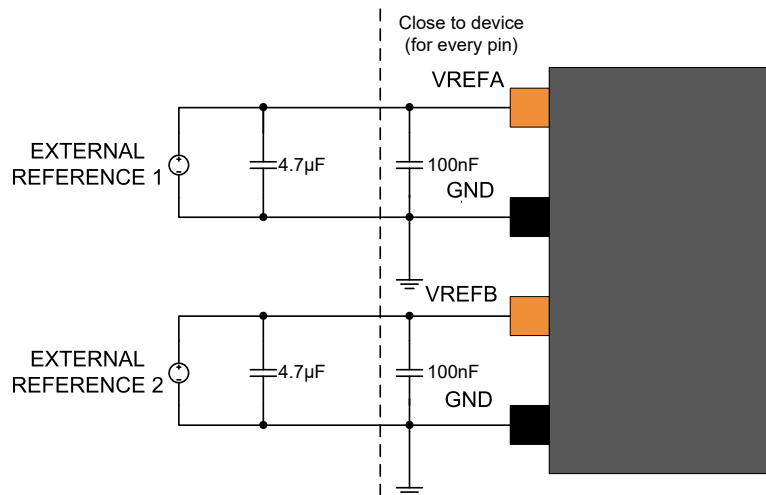 Close to device
(for every pin)
VREFA
EXTERNAL
REFERENCE 1
4.7µF
100nF
GND
VREFB
EXTERNAL
REFERENCE 2
4.7µF
100nF
GND